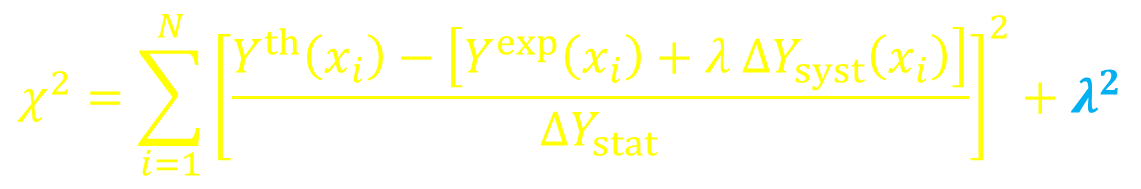 χ² = ∑_{i=1}^{N} [ (Y^th(x_i) − [Y^exp(x_i) + λ ΔY_syst(x_i)]) / ΔY_stat ]² + λ²